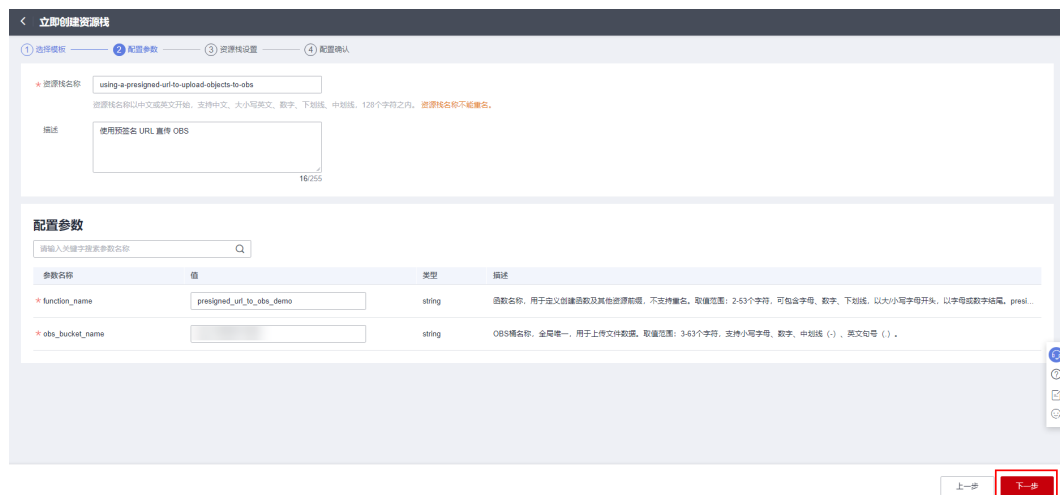 立即创建资源栈
1 选择模板 2 配置参数 3 资源栈设置 4 配置确认
* 资源栈名称 using-a-presigned-url-to-upload-objects-to-obs
资源栈名称以中文或英文开始，支持中文、大小写英文、数字、下划线、中划线，128个字符之内。 资源栈名称不能重名。
描述 使用预签名 URL 直传 OBS
16/255
配置参数
请输入关键字搜索参数名称
参数名称 值 类型 描述
* function_name presigned_url_to_obs_demo string 函数名称，用于定义创建函数及其他资源前缀，不支持重名。取值范围：2-53个字符，可包含字母、数字、下划线，以大/小写字母开头，以字母或数字结尾。presi...
* obs_bucket_name string OBS桶名称，全局唯一，用于上传文件数据。取值范围：3-63个字符，支持小写字母、数字、中划线（-）、英文句号（.）。
上一步 下一步